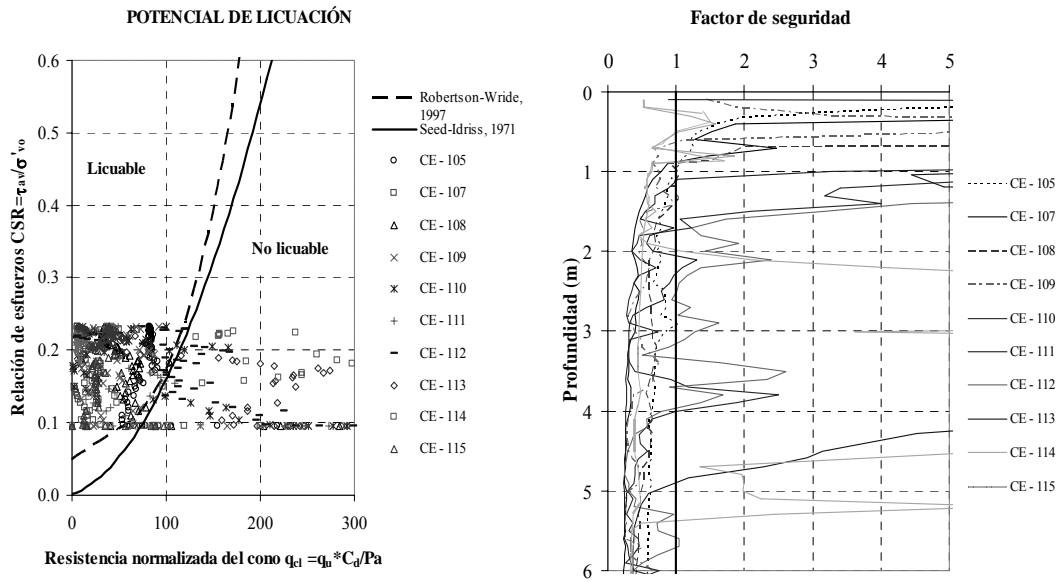 POTENCIAL DE LICUACIÓN
Relación de esfuerzos CSR=τav/σ'vo
0.6
0.5
0.4
0.3
0.2
0.1
0.0
0
100
200
300
Licuable
No licuable
Resistencia normalizada del cono qcl =qu*Cd/Pa
Robertson-Wride,
1997
Seed-Idriss, 1971
CE - 105
CE - 107
CE - 108
CE - 109
CE - 110
CE - 111
CE - 112
CE - 113
CE - 114
CE - 115
Factor de seguridad
0
1
2
3
4
5
Profundidad (m)
0
1
2
3
4
5
6
CE - 105
CE - 107
CE - 108
CE - 109
CE - 110
CE - 111
CE - 112
CE - 113
CE - 114
CE - 115